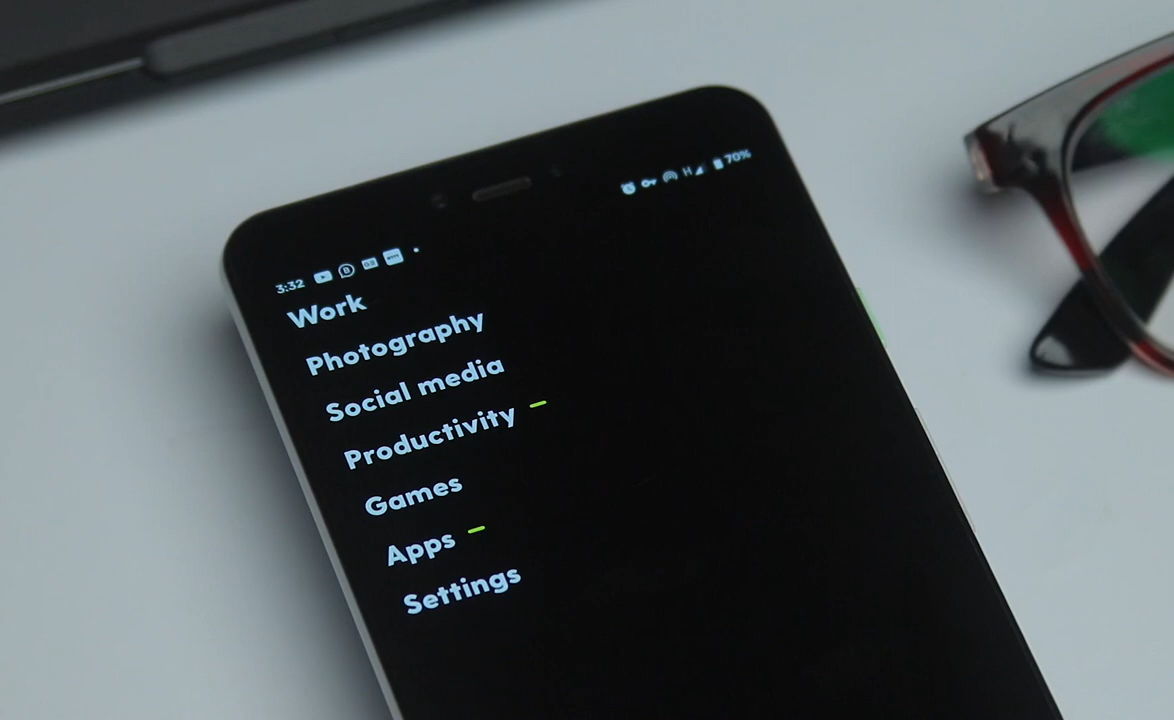 3:32
H 70%
Work
Photography
Social media
Productivity
Games
Apps
Settings